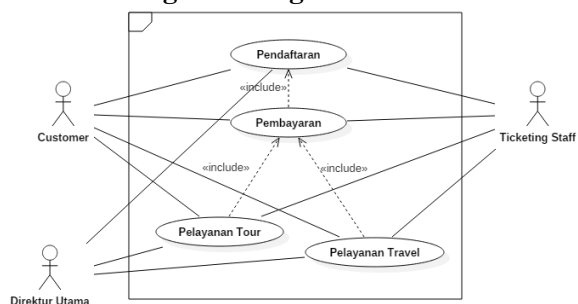 Pendaftaran
«include»
Pembayaran
Customer
Ticketing Staff
«include»
«include»
Pelayanan Tour
Pelayanan Travel
Direktur Utama